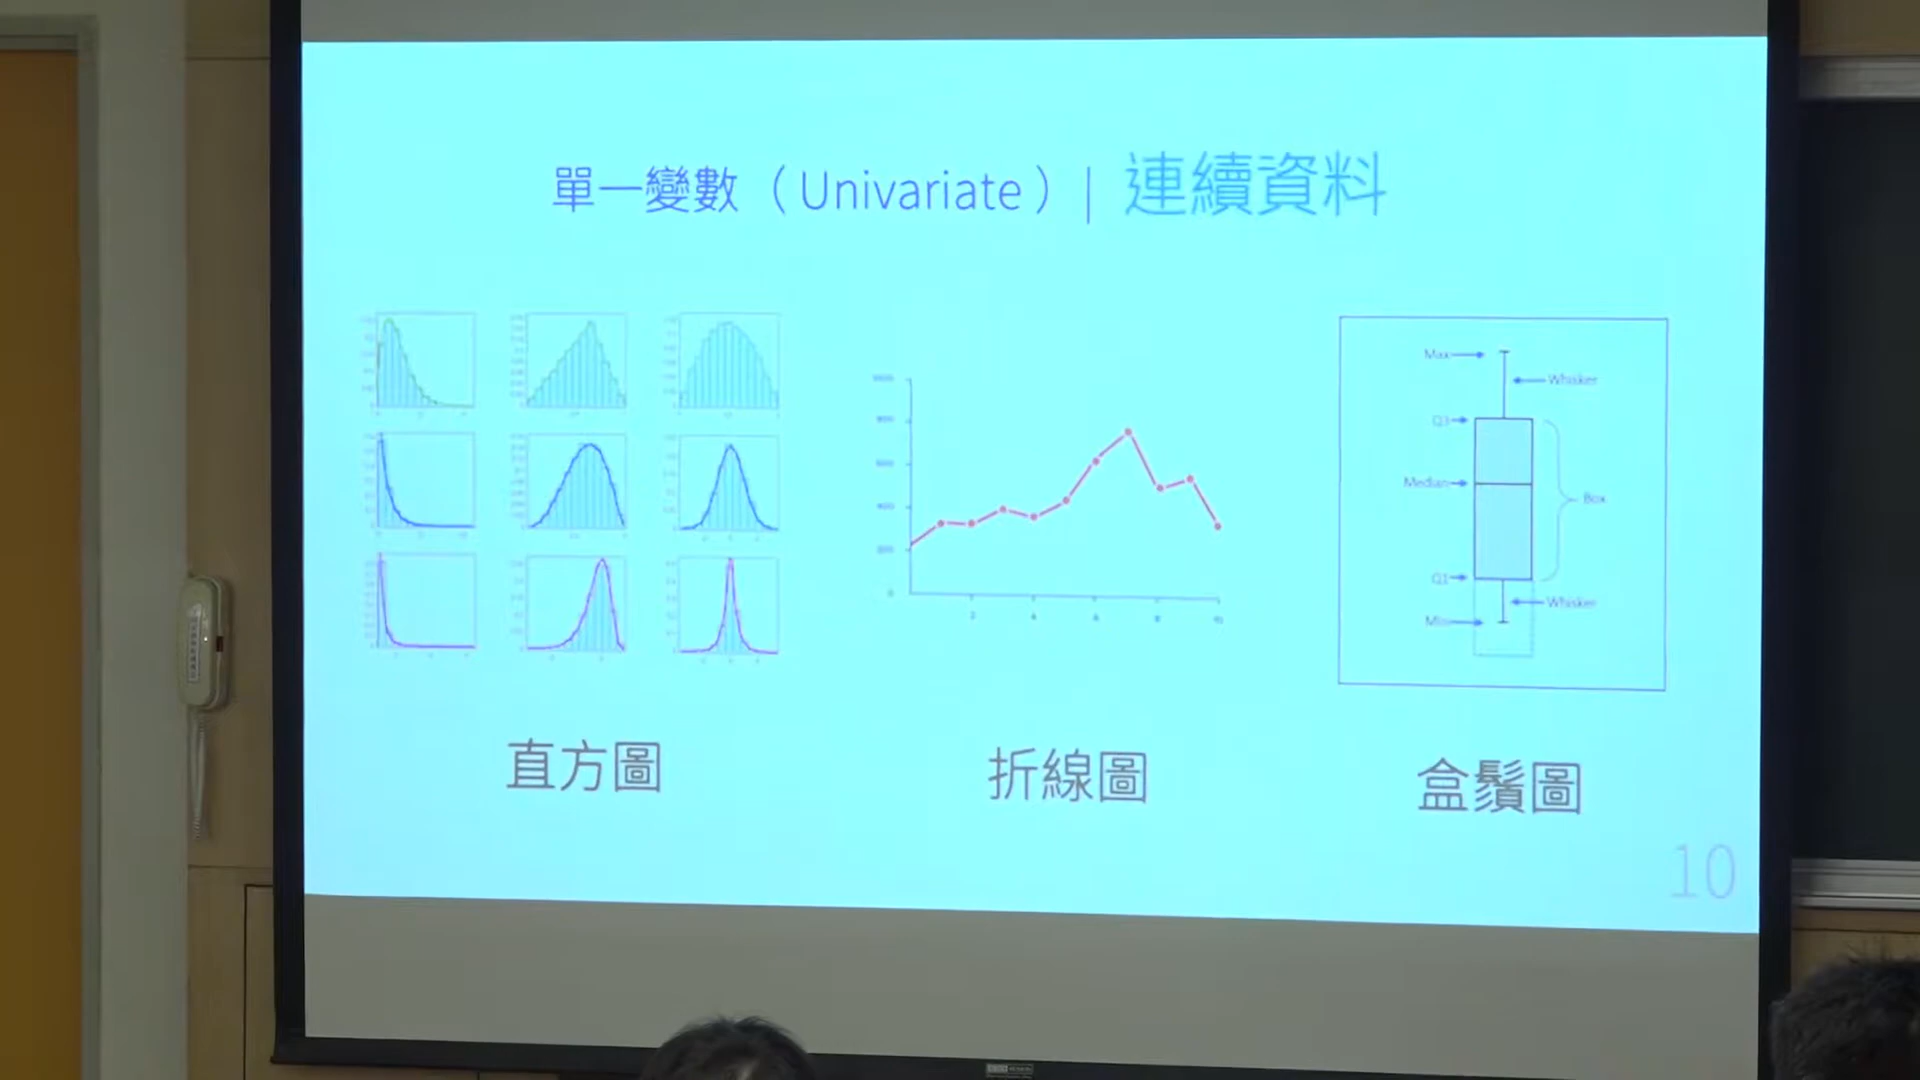 單一變數（Univariate）| 連續資料
Max
Whisker
Q3
Median
Box
Q1
Whisker
Min
直方圖
折線圖
盒鬚圖
10